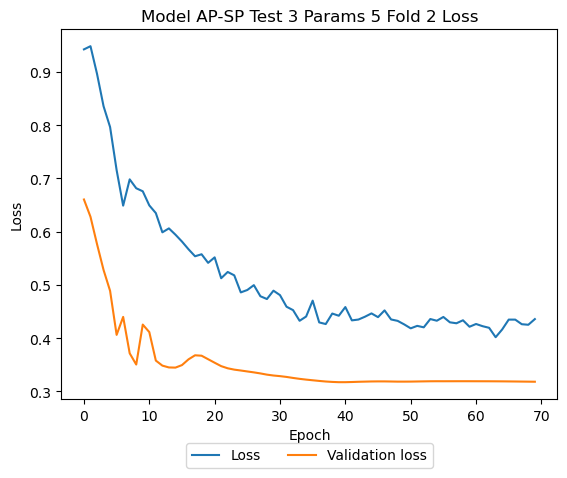 Model AP-SP Test 3 Params 5 Fold 2 Loss
0.9
0.8
0.7
0.6
0.5
0.4
0.3
Loss
0 10 20 30 40 50 60 70
Epoch
Loss Validation loss